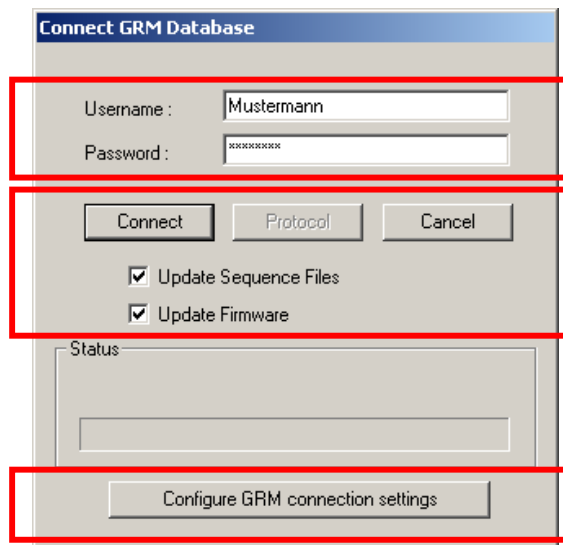 Connect GRM Database
Username : Mustermann
Password : xxxxxxxx
Connect Protocol Cancel
Update Sequence Files
Update Firmware
Status
Configure GRM connection settings